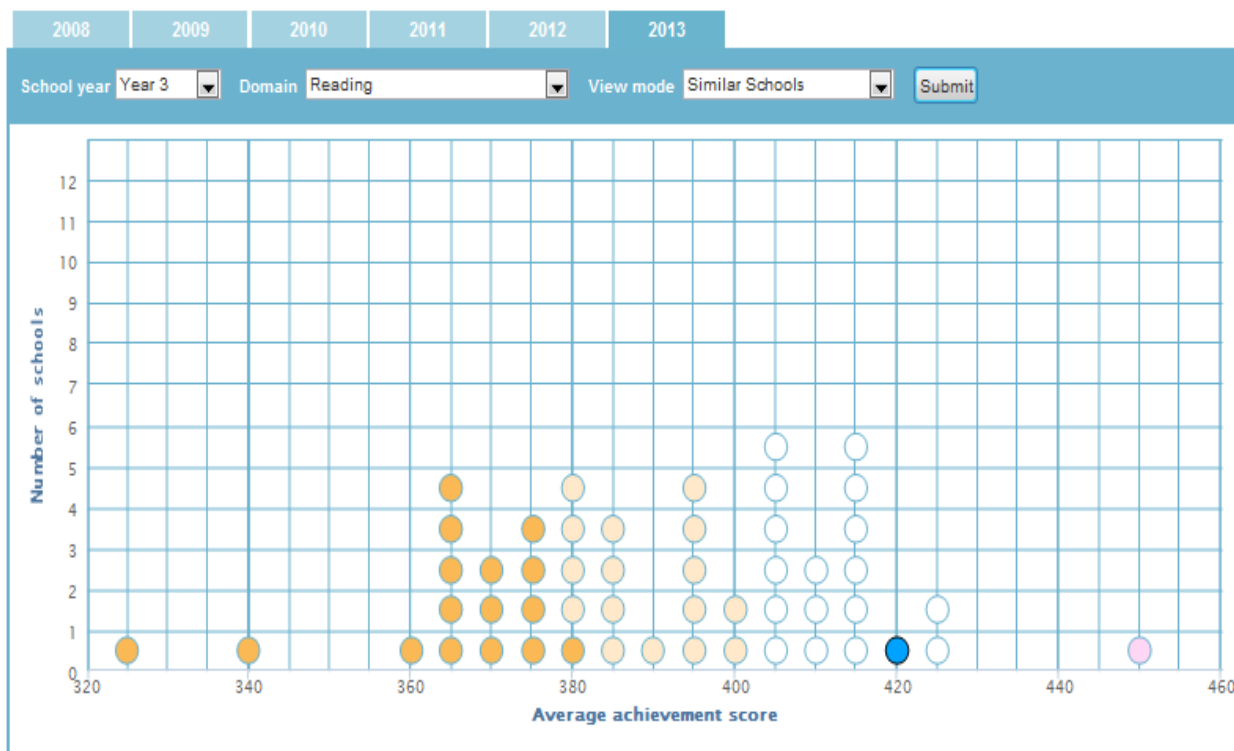 2008 2009 2010 2011 2012 2013
School year Year 3 Domain Reading View mode Similar Schools Submit
12
11
10
9
8
7
6
5
4
3
2
1
0
Number of schools
320 340 360 380 400 420 440 460
Average achievement score